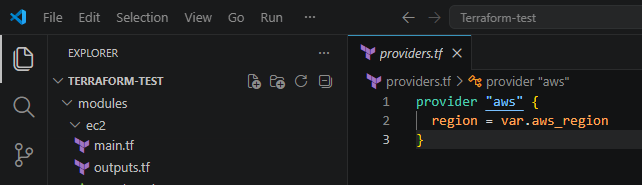 File Edit Selection View Go Run ··· Terraform-test
EXPLORER ···
TERRAFORM-TEST
modules
ec2
main.tf
outputs.tf
providers.tf
providers.tf > provider "aws"
1 provider "aws" {
2 region = var.aws_region
3 }